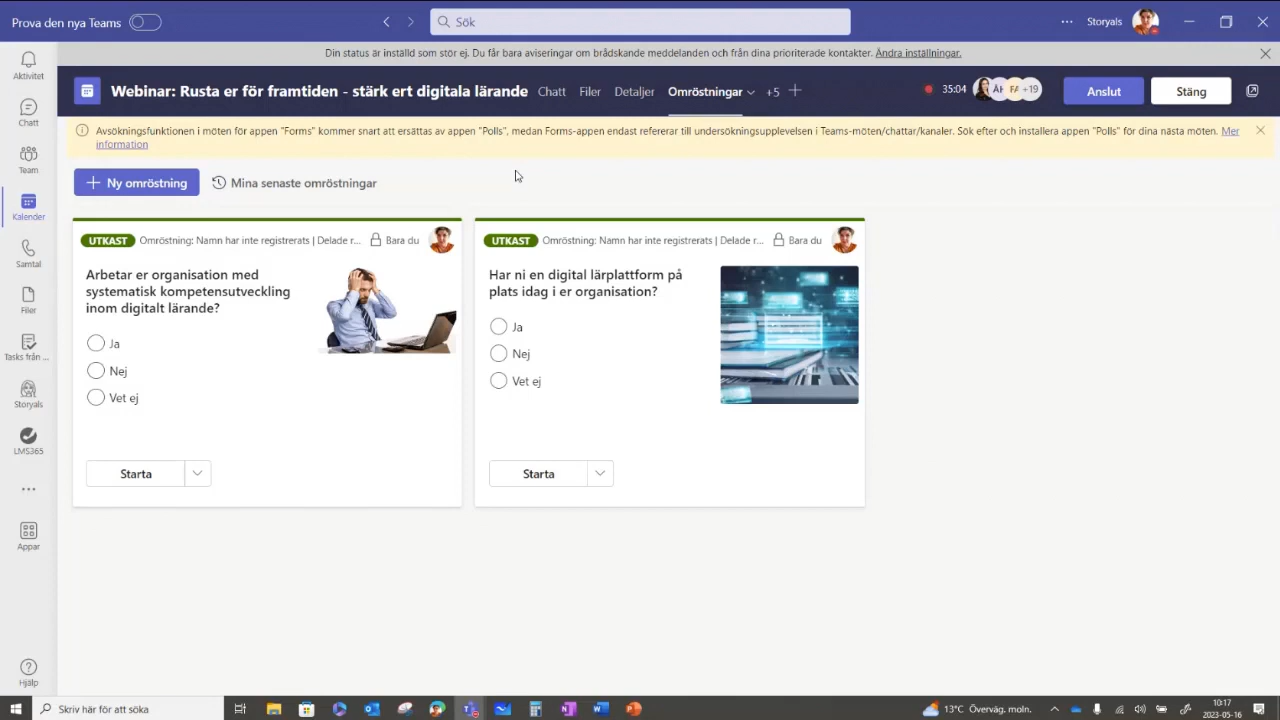 Prova den nya Teams
Sök
Storyals
Din status är inställd som stör ej. Du får bara aviseringar om brådskande meddelanden och från dina prioriterade kontakter. Ändra inställningar.
Aktivitet
Chatt
Team
Kalender
Samtal
Filer
Tasks från ...
Storyals
LMS365
Appar
Hjälp
Webinar: Rusta er för framtiden - stärk ert digitala lärande
Chatt Filer Detaljer Omröstningar +5
35:04
FA +19
Anslut
Stäng
Avsökningsfunktionen i möten för appen "Forms" kommer snart att ersättas av appen "Polls", medan Forms-appen endast refererar till undersökningsupplevelsen i Teams-möten/chattar/kanaler. Sök efter och installera appen "Polls" för dina nästa möten. Mer
information
Ny omröstning
Mina senaste omröstningar
UTKAST Omröstning: Namn har inte registrerats | Delade r... Bara du
Arbetar er organisation med
systematisk kompetensutveckling
inom digitalt lärande?
Ja
Nej
Vet ej
Starta
UTKAST Omröstning: Namn har inte registrerats | Delade r... Bara du
Har ni en digital lärplattform på
plats idag i er organisation?
Ja
Nej
Vet ej
Starta
Skriv här för att söka
13°C Överväg. moln.
10:17
2023-05-16